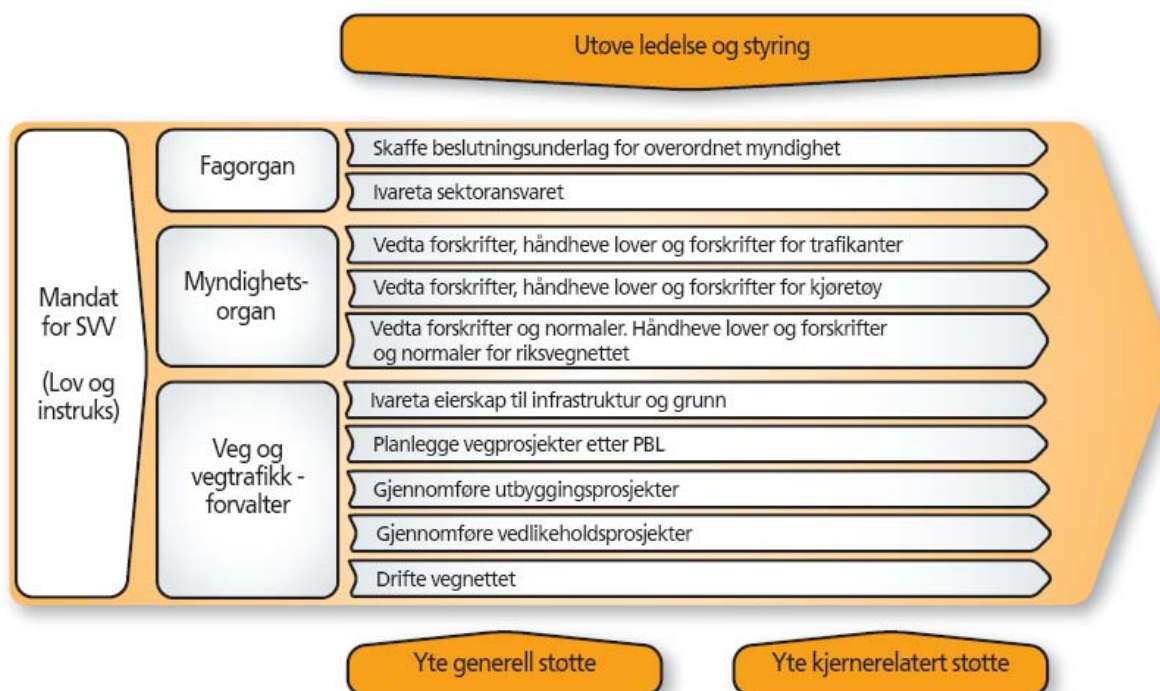 Utøve ledelse og styring
Mandat
for SVV
(Lov og
instruks)
Fagorgan
Skaffe beslutningsunderlag for overordnet myndighet
Ivareta sektoransvaret
Myndighets-
organ
Vedta forskrifter, håndheve lover og forskrifter for trafikanter
Vedta forskrifter, håndheve lover og forskrifter for kjøretøy
Vedta forskrifter og normaler. Håndheve lover og forskrifter
og normaler for riksvegnettet
Veg og
vegtrafikk -
forvalter
Ivareta eierskap til infrastruktur og grunn
Planlegge vegprosjekter etter PBL
Gjennomføre utbyggingsprosjekter
Gjennomføre vedlikeholdsprosjekter
Drifte vegnettet
Yte generell støtte
Yte kjernerelatert støtte